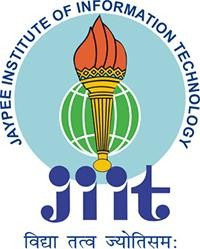 JAYPEE INSTITUTE OF INFORMATION TECHNOLOGY
jiit
विद्या तत्व ज्योतिसमः